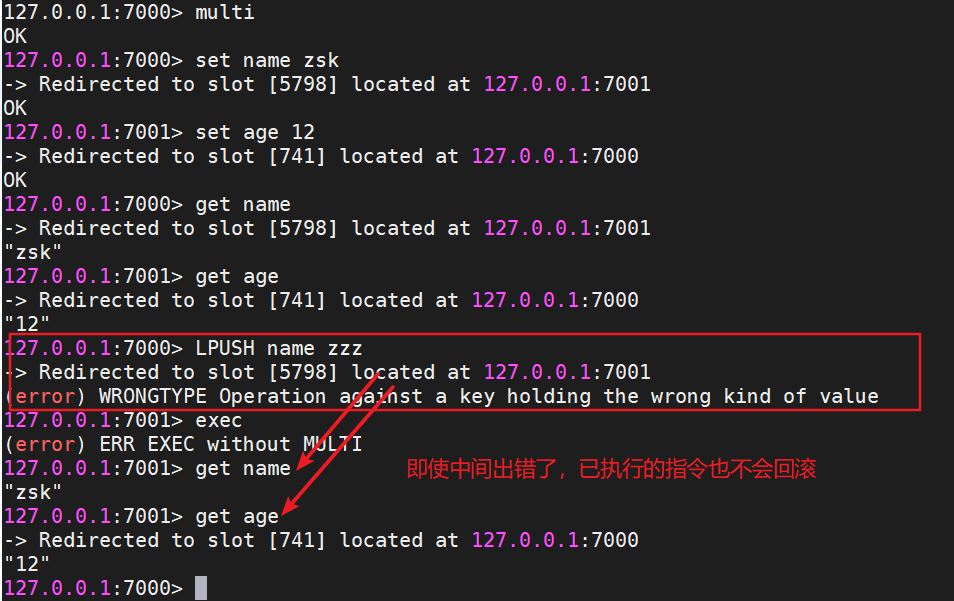 127.0.0.1:7000> multi
OK
127.0.0.1:7000> set name zsk
-> Redirected to slot [5798] located at 127.0.0.1:7001
OK
127.0.0.1:7001> set age 12
-> Redirected to slot [741] located at 127.0.0.1:7000
OK
127.0.0.1:7000> get name
-> Redirected to slot [5798] located at 127.0.0.1:7001
"zsk"
127.0.0.1:7001> get age
-> Redirected to slot [741] located at 127.0.0.1:7000
"12"
127.0.0.1:7000> LPUSH name zzz
-> Redirected to slot [5798] located at 127.0.0.1:7001
(error) WRONGTYPE Operation against a key holding the wrong kind of value
127.0.0.1:7001> exec
(error) ERR EXEC without MULTI
127.0.0.1:7001> get name
即使中间出错了，已执行的指令也不会回滚
"zsk"
127.0.0.1:7001> get age
-> Redirected to slot [741] located at 127.0.0.1:7000
"12"
127.0.0.1:7000>